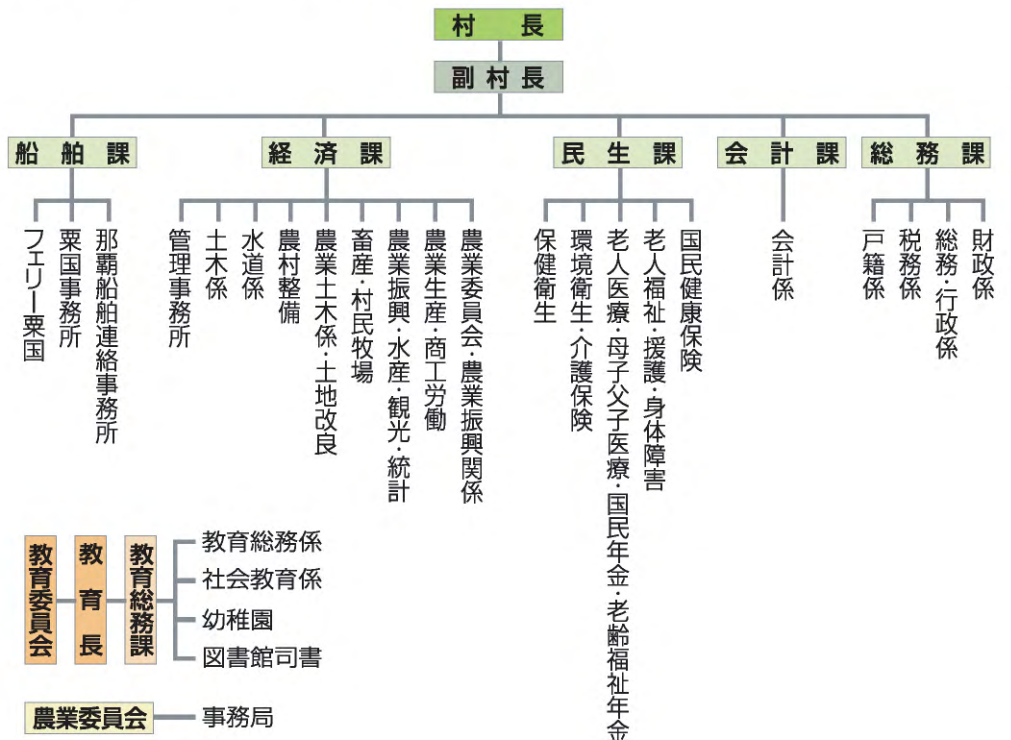 村長
副村長
船舶課
経済課
民生課
会計課
総務課
フェリー粟国
粟国事務所
那覇船舶連絡事務所
管理事務所
土木係
水道係
農村整備
農業土木係・土地改良
畜産・村民牧場
農業振興・水産・観光・統計
農業生産・商工労働
農業委員会・農業振興関係
保健衛生
環境衛生・介護保険
老人医療・母子父子医療・国民年金・老齢福祉年金
老人福祉・援護・身体障害
国民健康保険
会計係
戸籍係
税務係
総務・行政係
財政係
教育委員会
教育長
教育総務課
教育総務係
社会教育係
幼稚園
図書館司書
農業委員会
事務局